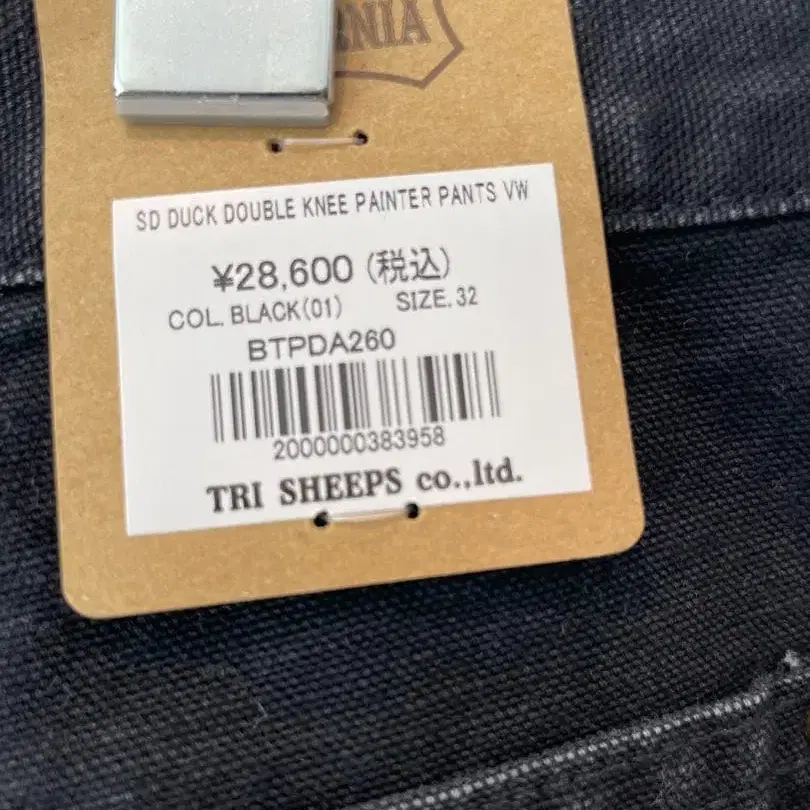 SD DUCK DOUBLE KNEE PAINTER PANTS VW
¥28,600 (税込)
COL. BLACK(01) SIZE. 32
BTPDA260
2000000383958
TRI SHEEPS co.,ltd.